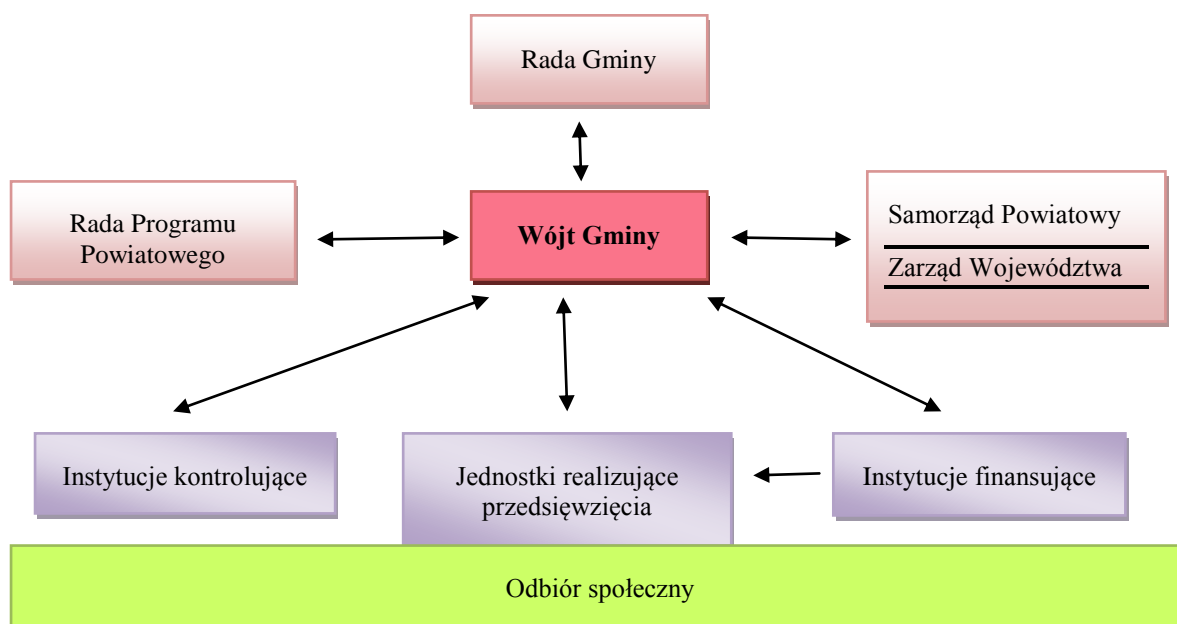 Rada Gminy
Rada Programu
Powiatowego
Wójt Gminy
Samorząd Powiatowy
Zarząd Województwa
Instytucje kontrolujące
Jednostki realizujące
przedsięwzięcia
Instytucje finansujące
Odbiór społeczny